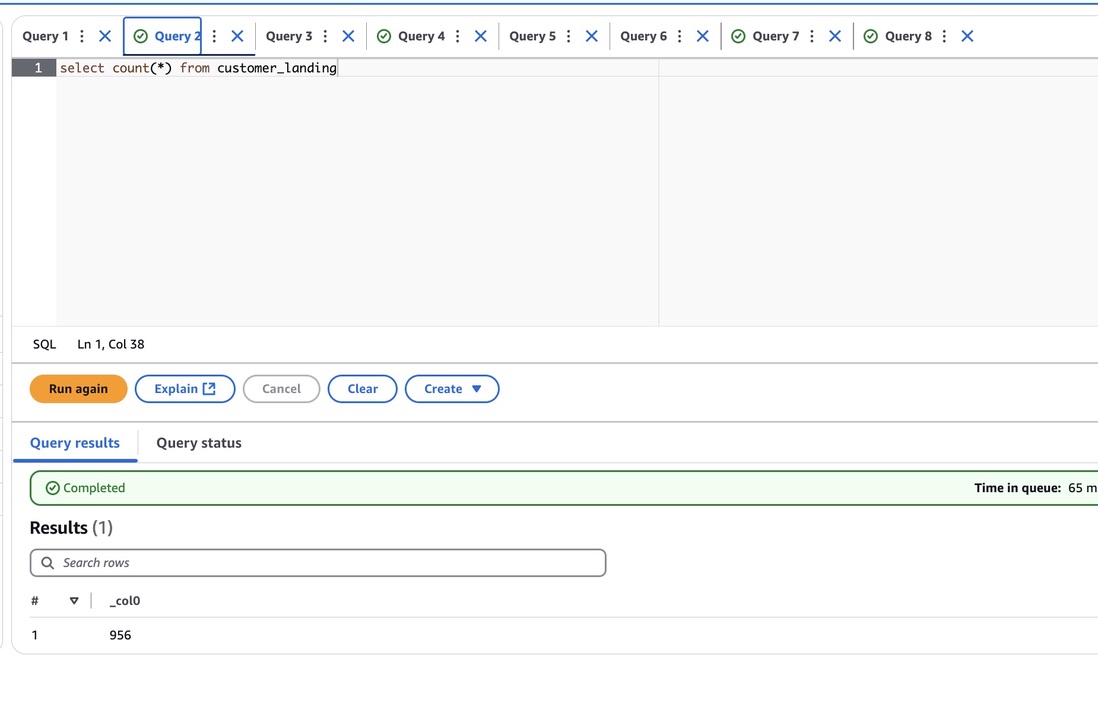 Query 1 Query 2 Query 3 Query 4 Query 5 Query 6 Query 7 Query 8
1 select count(*) from customer_landing
SQL Ln 1, Col 38
Run again Explain Cancel Clear Create
Query results Query status
Completed Time in queue: 65 m
Results (1)
Search rows
# _col0
1 956